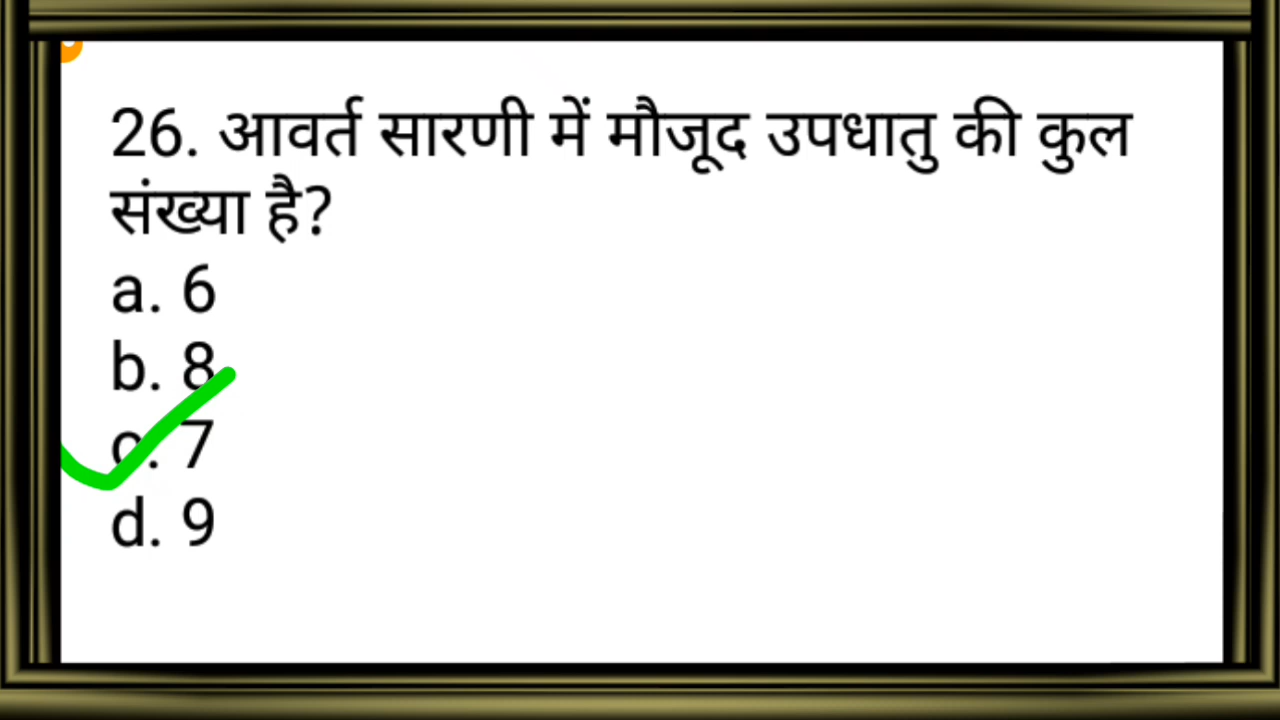 26. आवर्त सारणी में मौजूद उपधातु की कुल
संख्या है?
a. 6
b. 8
c. 7
d. 9